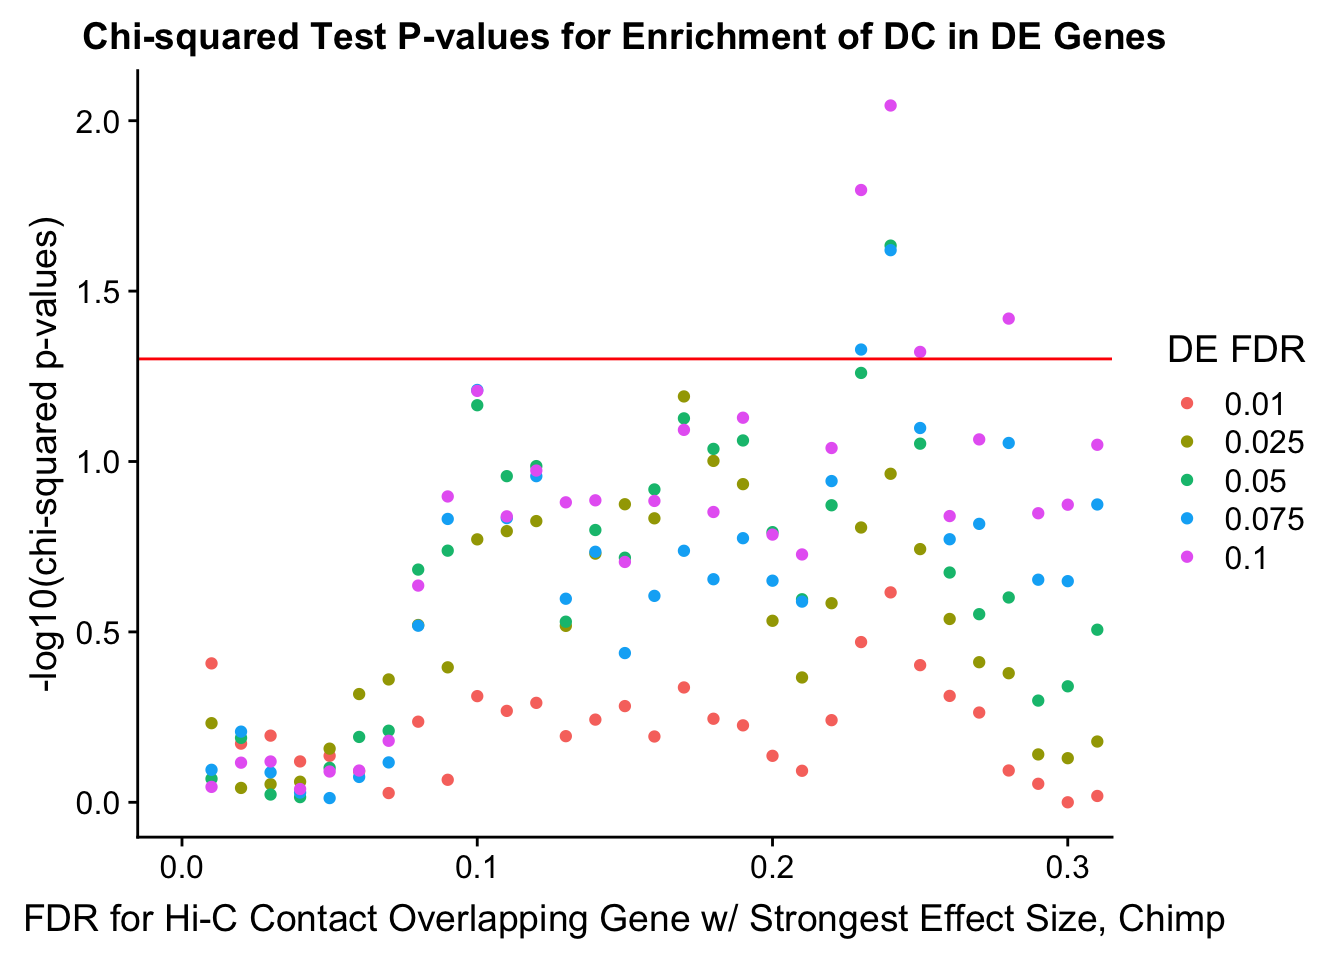 Chi-squared Test P-values for Enrichment of DC in DE Genes
-log10(chi-squared p-values)
2.0
1.5
1.0
0.5
0.0
0.0 0.1 0.2 0.3
FDR for Hi-C Contact Overlapping Gene w/ Strongest Effect Size, Chimp
DE FDR
0.01
0.025
0.05
0.075
0.1